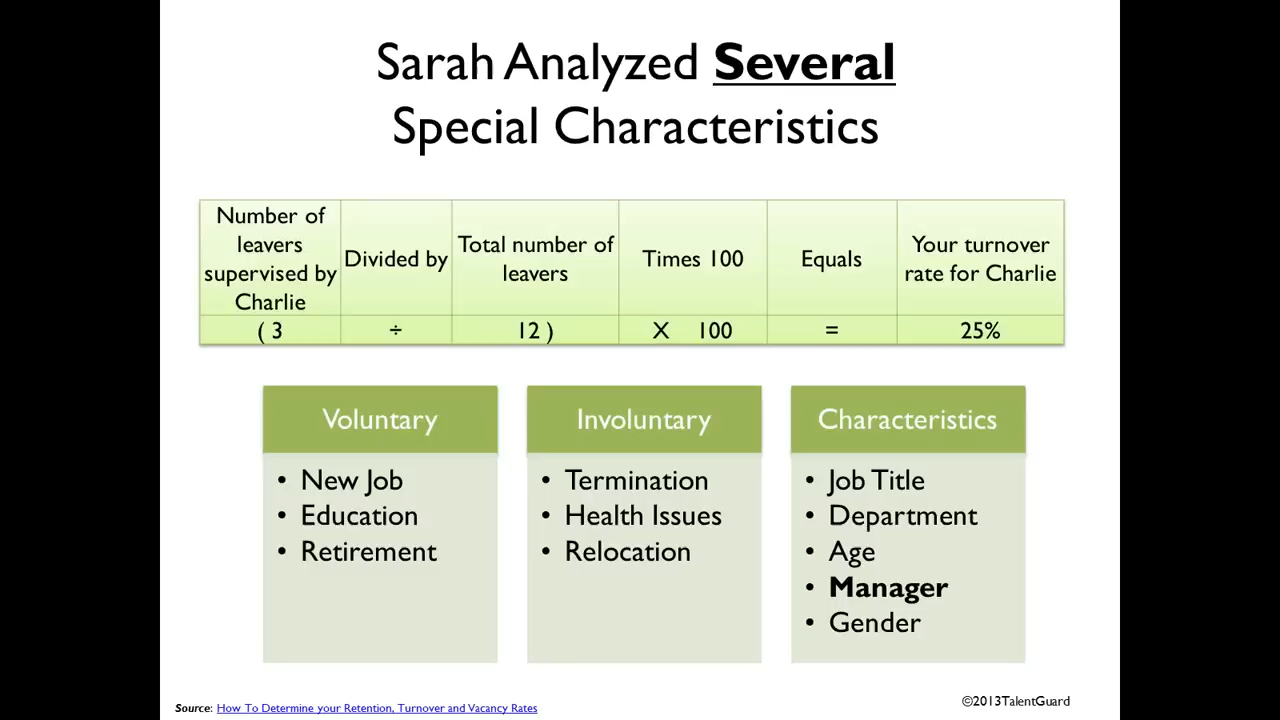 Sarah Analyzed Several
Special Characteristics
Number of
leavers
supervised by
Charlie
Divided by
Total number of
leavers
Times 100
Equals
Your turnover
rate for Charlie
( 3
÷
12 )
X 100
=
25%
Voluntary
• New Job
• Education
• Retirement
Involuntary
• Termination
• Health Issues
• Relocation
Characteristics
• Job Title
• Department
• Age
• Manager
• Gender
Source: How To Determine your Retention, Turnover and Vacancy Rates
©2013TalentGuard